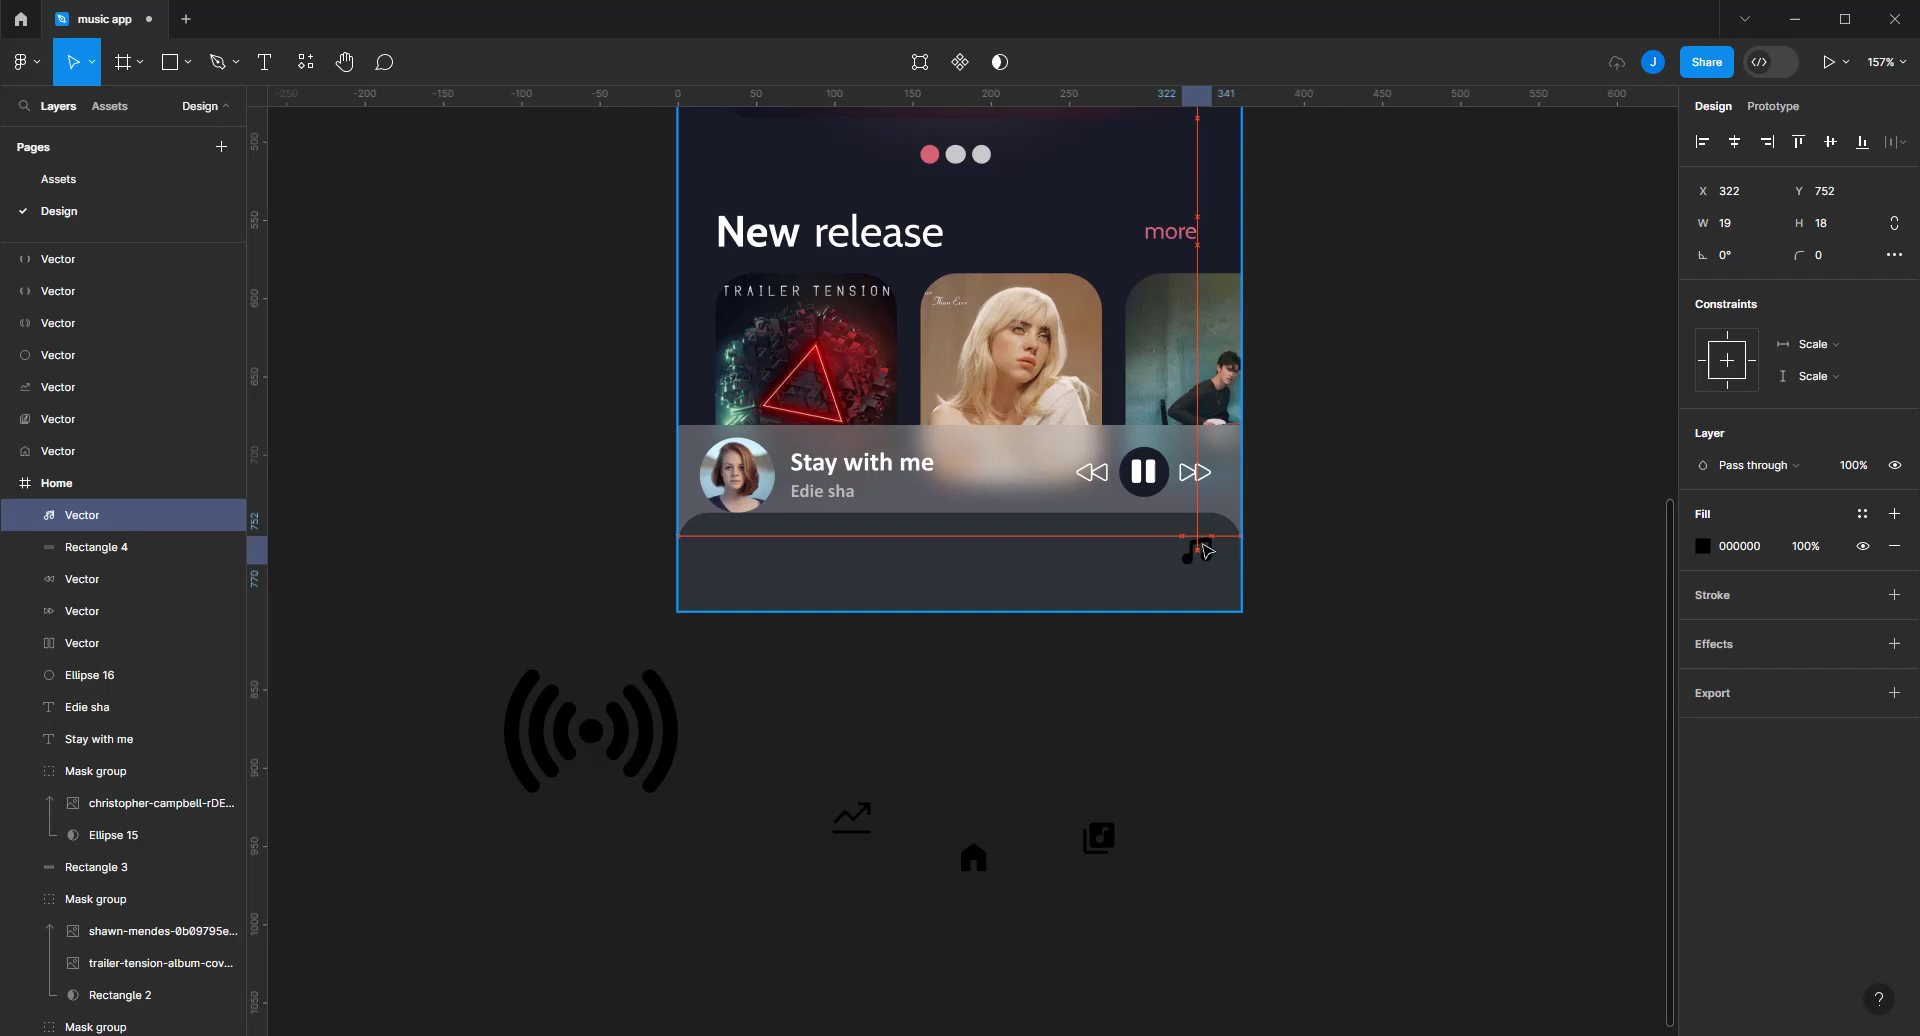 music app
Share
J
</>
157%
Layers
Assets
Design
-250
-200
-150
-100
-50
0
50
100
150
200
250
322
341
400
450
500
550
600
Design
Prototype
Pages
Assets
Design
X 322
Y 752
W 19
H 18
0°
0
Constraints
Scale
Scale
Layer
Pass through
100%
Fill
000000
100%
Stroke
Effects
Export
Vector
Vector
Vector
Vector
Vector
Vector
Vector
Home
Vector
Rectangle 4
Vector
Vector
Vector
Ellipse 16
Edie sha
Stay with me
Mask group
christopher-campbell-rDE...
Ellipse 15
Rectangle 3
Mask group
shawn-mendes-0b09795e...
trailer-tension-album-cov...
Rectangle 2
Mask group
500
550
600
650
700
752
770
850
900
950
1000
1050
New release
more
TRAILER TENSION
Than Ever
Stay with me
Edie sha
?